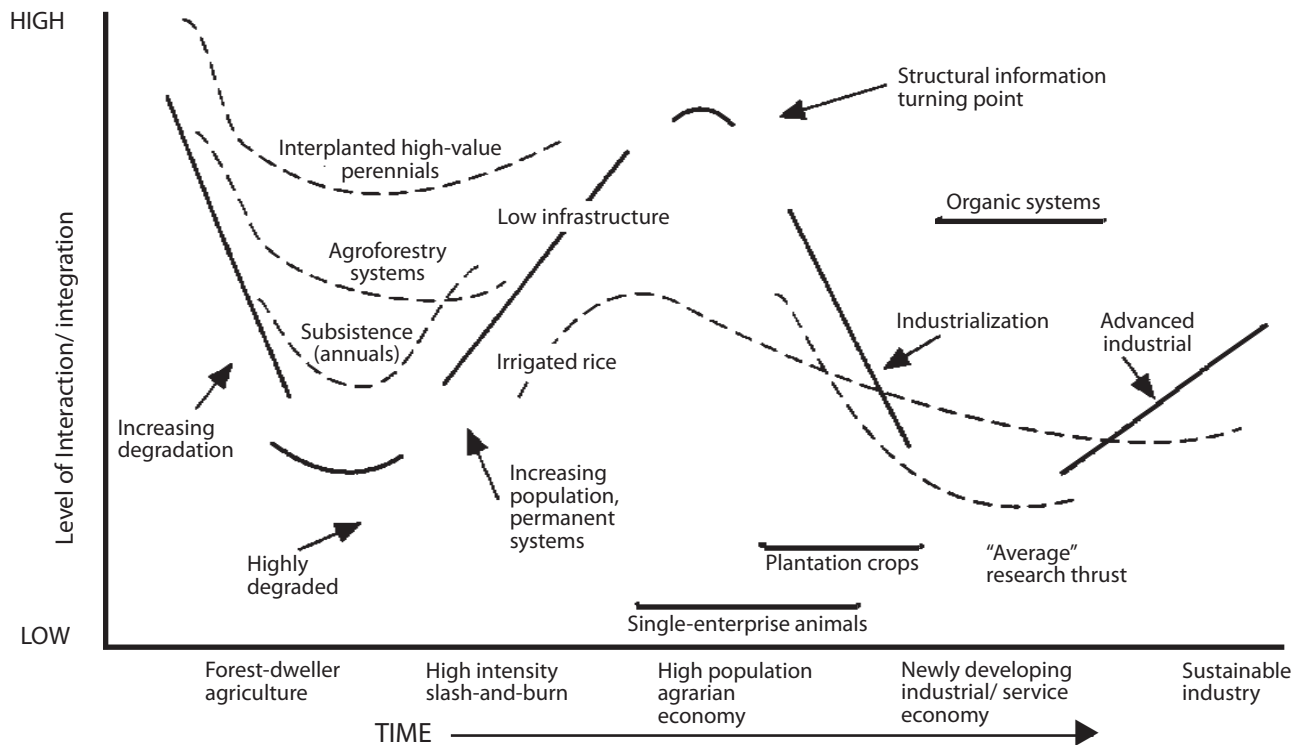 HIGH
Structural information
turning point
Interplanted high-value
perennials
Organic systems
Low infrastructure
Agroforestry
systems
Level of Interaction/ integration
Industrialization
Advanced
industrial
Subsistence
(annuals)
Irrigated rice
Increasing
degradation
Increasing
population,
permanent
systems
Highly
degraded
Plantation crops
“Average”
research thrust
Single-enterprise animals
LOW
Forest-dweller
agriculture
High intensity
slash-and-burn
High population
agrarian
economy
Newly developing
industrial/ service
economy
Sustainable
industry
TIME